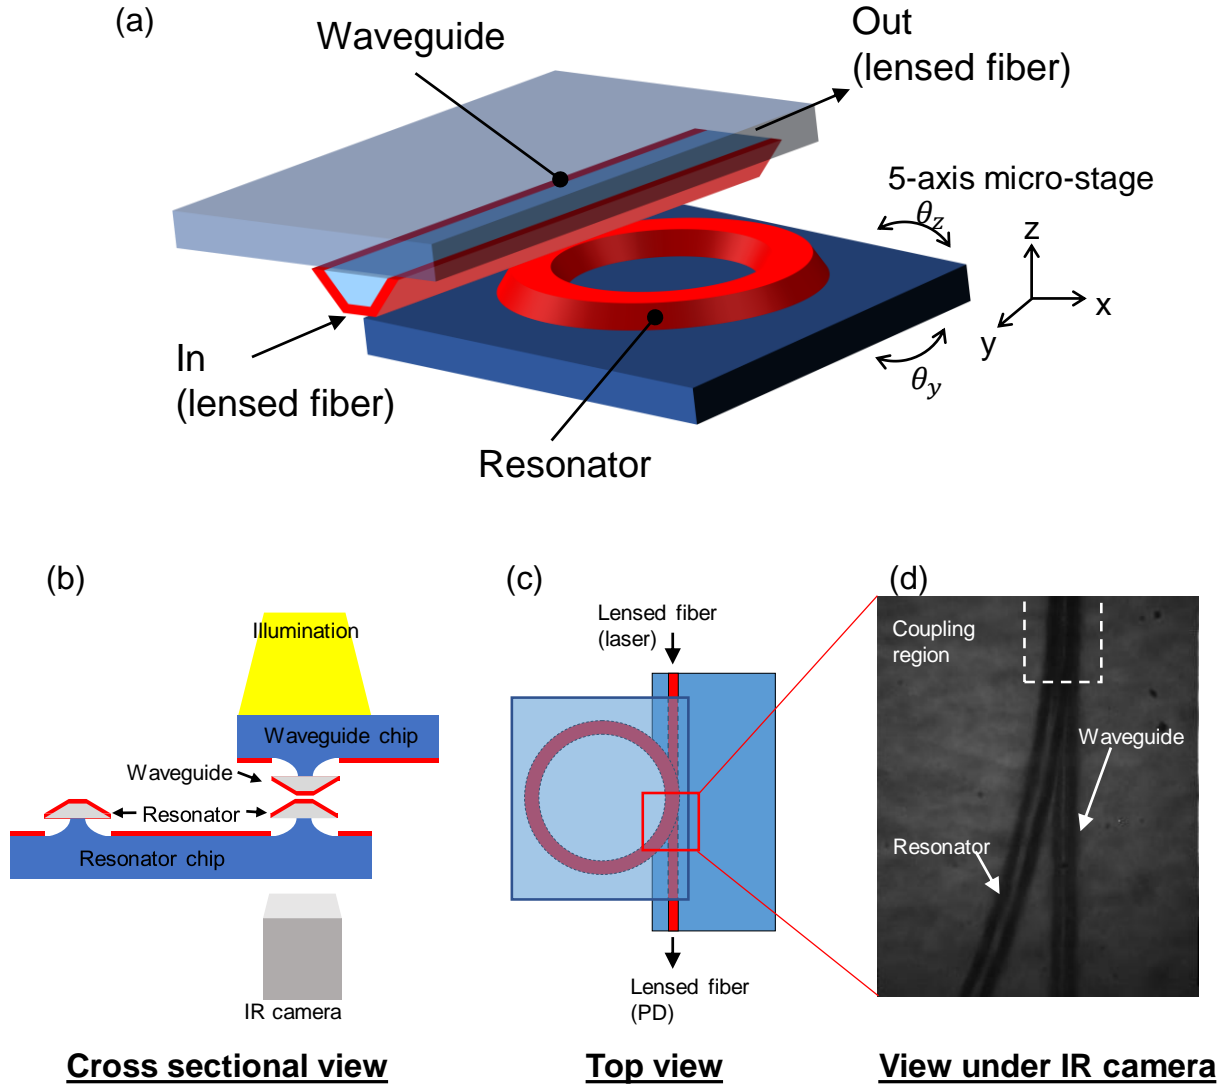 (a)
Waveguide
Out
(lensed fiber)
5-axis micro-stage
θz
z
x
y
θy
In
(lensed fiber)
Resonator
(b)
Illumination
Waveguide chip
Waveguide
Resonator
Resonator chip
IR camera
Cross sectional view
(c)
Lensed fiber
(laser)
Lensed fiber
(PD)
Top view
(d)
Coupling
region
Waveguide
Resonator
View under IR camera